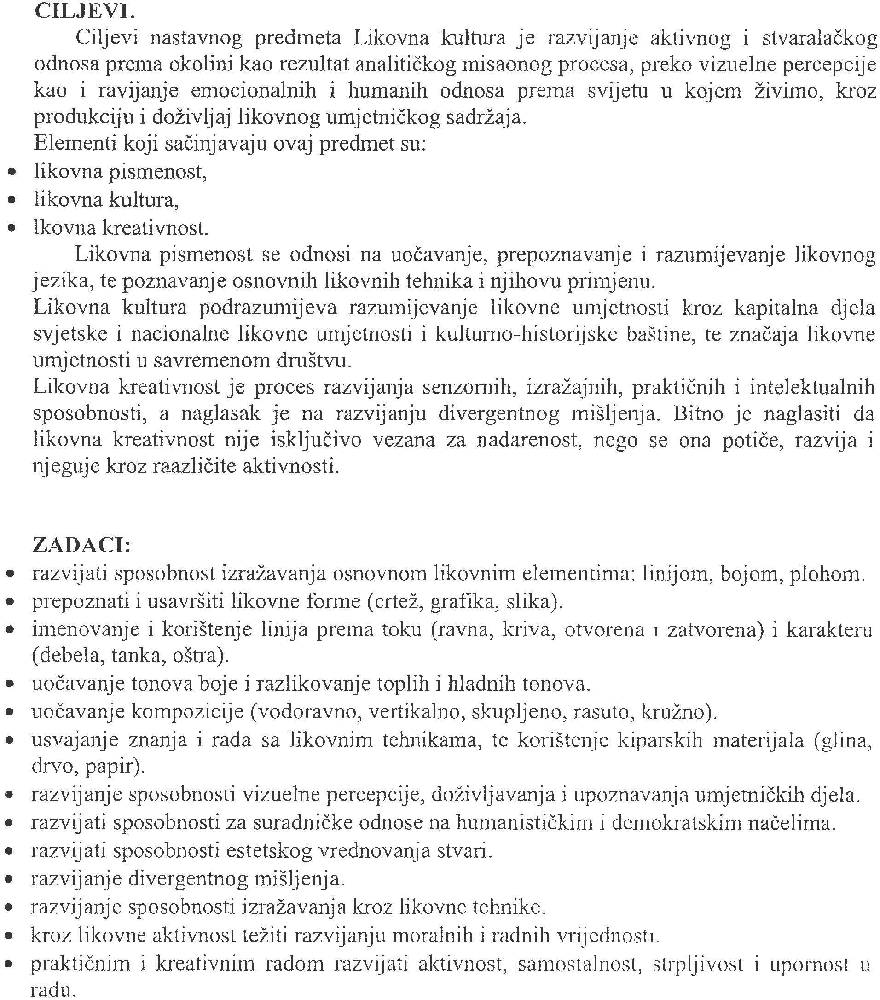 CILJEVI.
Ciljevi nastavnog predmeta Likovna kultura je razvijanje aktivnog i stvaralačkog
odnosa prema okolini kao rezultat analitičkog misaonog procesa, preko vizuelne percepcije
kao i ravijanje emocionalnih i humanih odnosa prema svijetu u kojem živimo, kroz
produkciju i doživljaj likovnog umjetničkog sadržaja.
Elementi koji sačinjavaju ovaj predmet su:
• likovna pismenost,
• likovna kultura,
• lkovna kreativnost.
Likovna pismenost se odnosi na uočavanje, prepoznavanje i razumijevanje likovnog
jezika, te poznavanje osnovnih likovnih tehnika i njihovu primjenu.
Likovna kultura podrazumijeva razumijevanje likovne umjetnosti kroz kapitalna djela
svjetske i nacionalne likovne umjetnosti i kulturno-historijske baštine, te značaja likovne
umjetnosti u savremenom društvu.
Likovna kreativnost je proces razvijanja senzornih, izražajnih, praktičnih i intelektualnih
sposobnosti, a naglasak je na razvijanju divergentnog mišljenja. Bitno je naglasiti da
likovna kreativnost nije isključivo vezana za nadarenost, nego se ona potiče, razvija i
njeguje kroz raazličite aktivnosti.
ZADACI:
• razvijati sposobnost izražavanja osnovnom likovnim elementima: linijom, bojom, plohom.
• prepoznati i usavršiti likovne forme (crtež, grafika, slika).
• imenovanje i korištenje linija prema toku (ravna, kriva, otvorena i zatvorena) i karakteru
(debela, tanka, oštra).
• uočavanje tonova boje i razlikovanje toplih i hladnih tonova.
• uočavanje kompozicije (vodoravno, vertikalno, skupljeno, rasuto, kružno).
• usvajanje znanja i rada sa likovnim tehnikama, te korištenje kiparskih materijala (glina,
drvo, papir).
• razvijanje sposobnosti vizuelne percepcije, doživljavanja i upoznavanja umjetničkih djela.
• razvijati sposobnosti za suradničke odnose na humanističkim i demokratskim načelima.
• razvijati sposobnosti estetskog vrednovanja stvari.
• razvijanje divergentnog mišljenja.
• razvijanje sposobnosti izražavanja kroz likovne tehnike.
• kroz likovne aktivnost težiti razvijanju moralnih i radnih vrijednosti.
• praktičnim i kreativnim radom razvijati aktivnost, samostalnost, strpljivost i upornost u
radu.